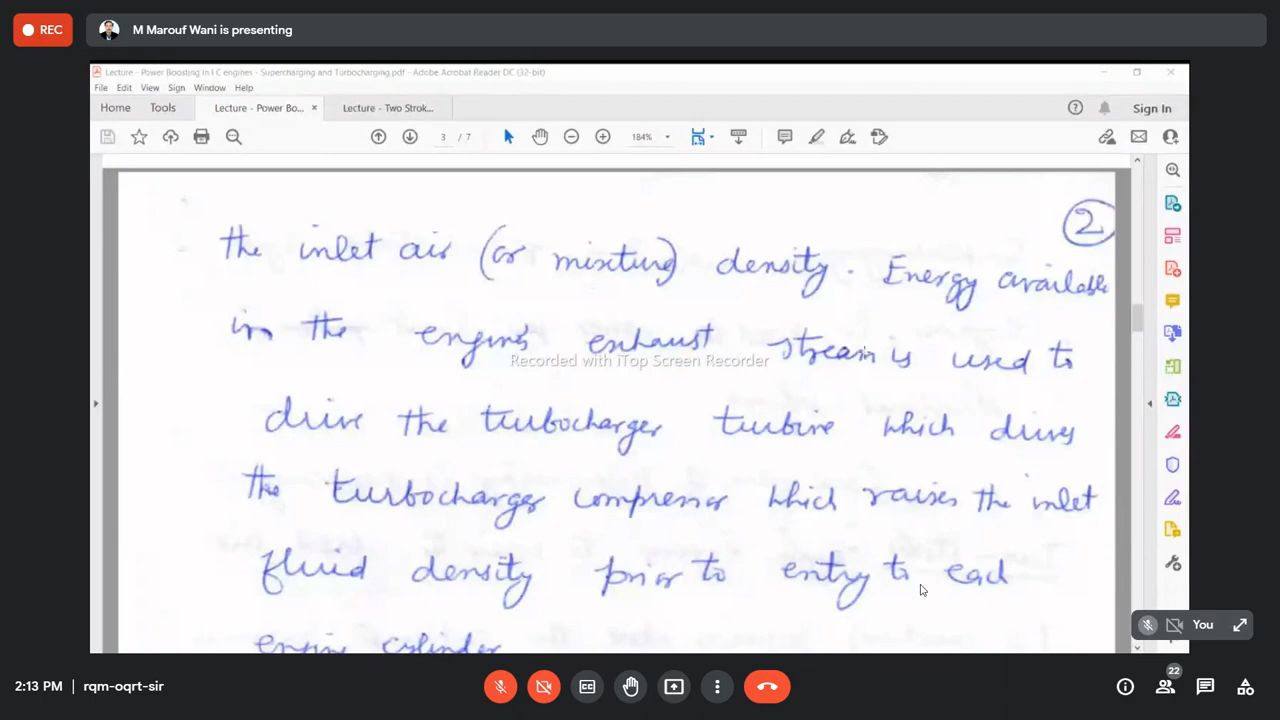 REC
M Marouf Wani is presenting
Lecture - Power Boosting In I C engines - Supercharging and Turbocharging.pdf - Adobe Acrobat Reader DC (32-bit)
File Edit View Sign Window Help
Home Tools Lecture - Power Bo... × Lecture - Two Strok... Sign In
3 / 7 184%
2
the inlet air (or mixture) density. Energy available
in the engine's exhaust stream is used to
Recorded with iTop Screen Recorder
drive the turbocharger turbine which drives
the turbocharger compressor which raises the inlet
fluid density prior to entry to each
engine cylinder
You
2:13 PM | rqm-oqrt-sir
22